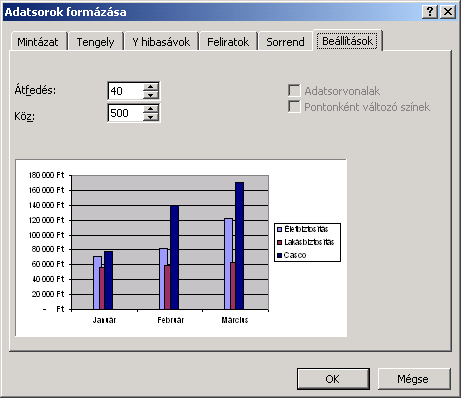 Adatsorok formázása
Mintázat Tengely Y hibasávok Feliratok Sorrend Beállítások
Átfedés: 40
Köz: 500
Adatsorvonalak
Pontonként változó színek
180 000 Ft
160 000 Ft
140 000 Ft
120 000 Ft
100 000 Ft
80 000 Ft
60 000 Ft
40 000 Ft
20 000 Ft
- Ft
Január Február Március
Életbiztosítás
Lakásbiztosítás
Casco
OK Mégse